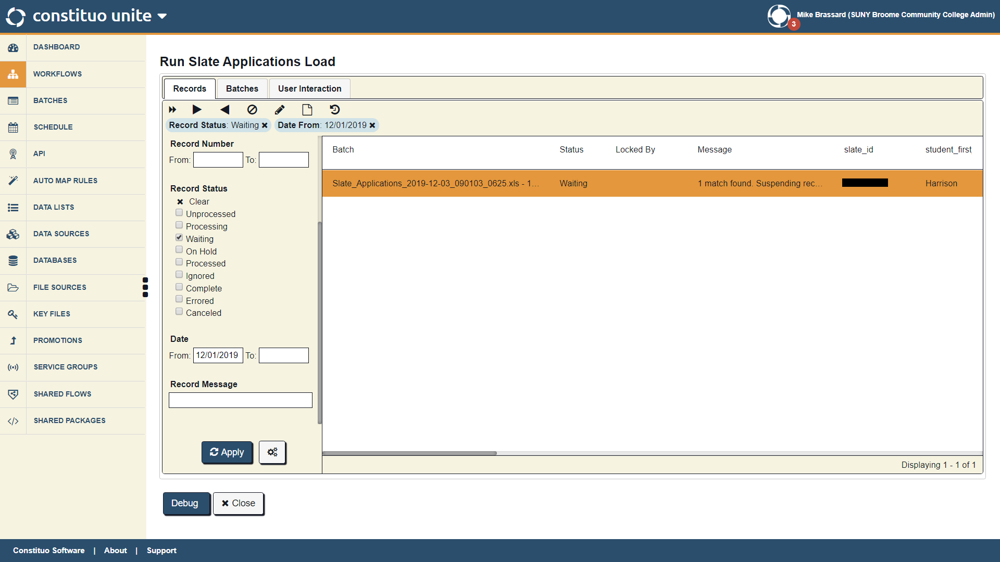 constituo unite
Mike Brassard (SUNY Broome Community College Admin)
3
DASHBOARD
WORKFLOWS
BATCHES
SCHEDULE
API
AUTO MAP RULES
DATA LISTS
DATA SOURCES
DATABASES
FILE SOURCES
KEY FILES
PROMOTIONS
SERVICE GROUPS
SHARED FLOWS
SHARED PACKAGES
Run Slate Applications Load
Records Batches User Interaction
Record Status: Waiting Date From: 12/01/2019
Record Number
From: To:
Record Status
Clear
Unprocessed
Processing
Waiting
On Hold
Processed
Ignored
Complete
Errored
Canceled
Date
From: 12/01/2019 To:
Record Message
Apply
Batch Status Locked By Message slate_id student_first
Slate_Applications_2019-12-03_090103_0625.xls - 1... Waiting 1 match found. Suspending rec... Harrison
Displaying 1 - 1 of 1
Debug Close
Constituo Software | About | Support